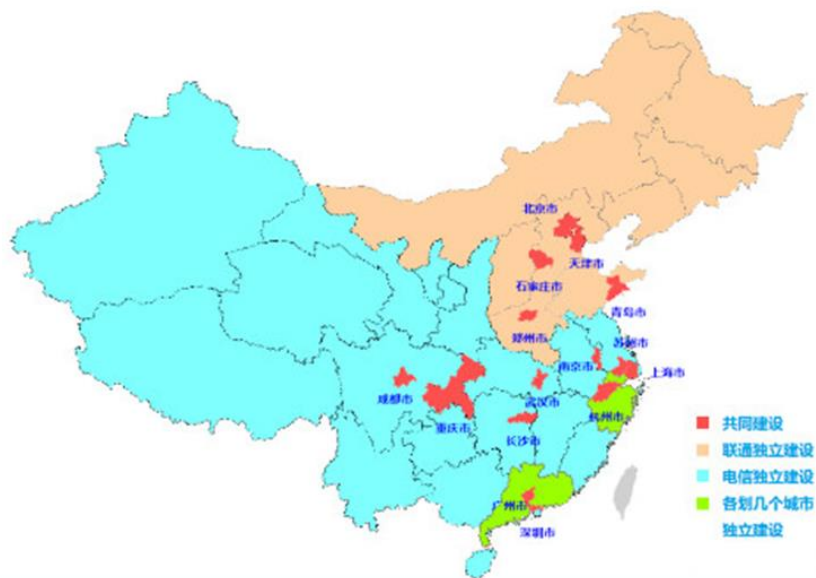 北京市
天津市
石家庄市
青岛市
郑州市
苏州市
南京市
上海市
成都市
武汉市
杭州市
重庆市
长沙市
广州市
深圳市
共同建设
联通独立建设
电信独立建设
各划几个城市
独立建设